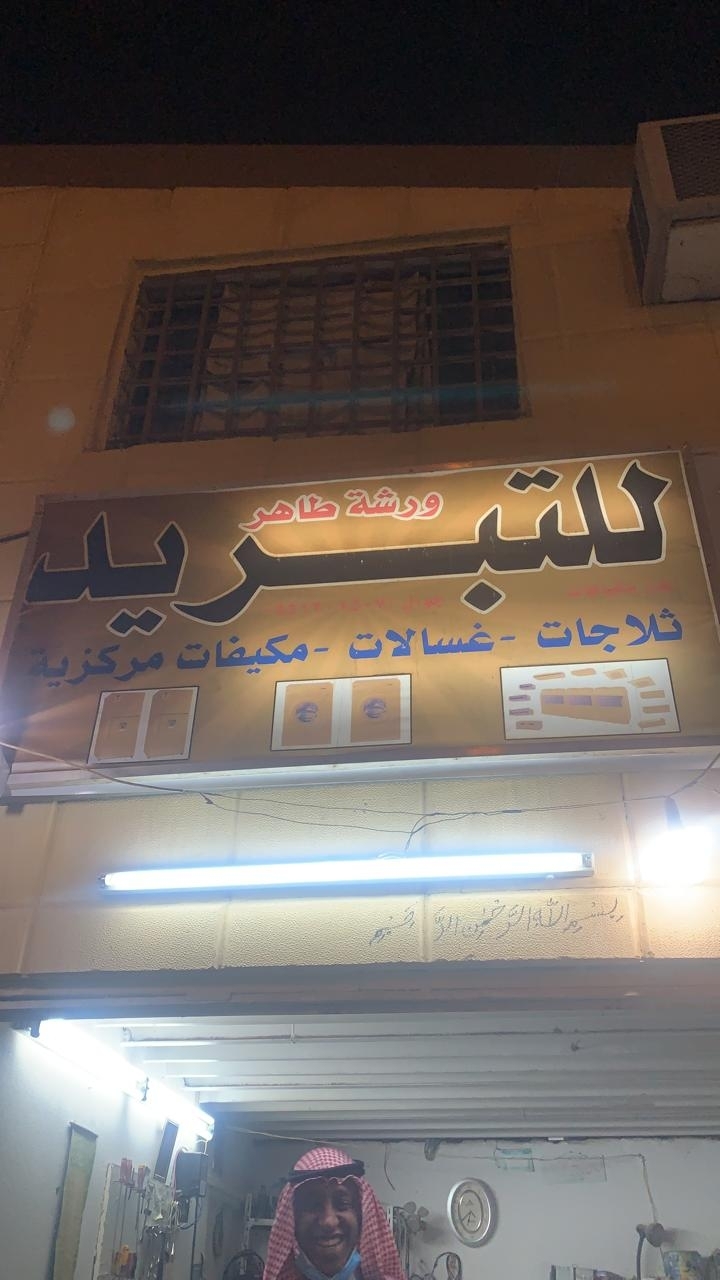 ورشة طاهر
للتبريد
ثلاجات - غسالات - مكيفات مركزية
بسم الله الرحمن الرحيم